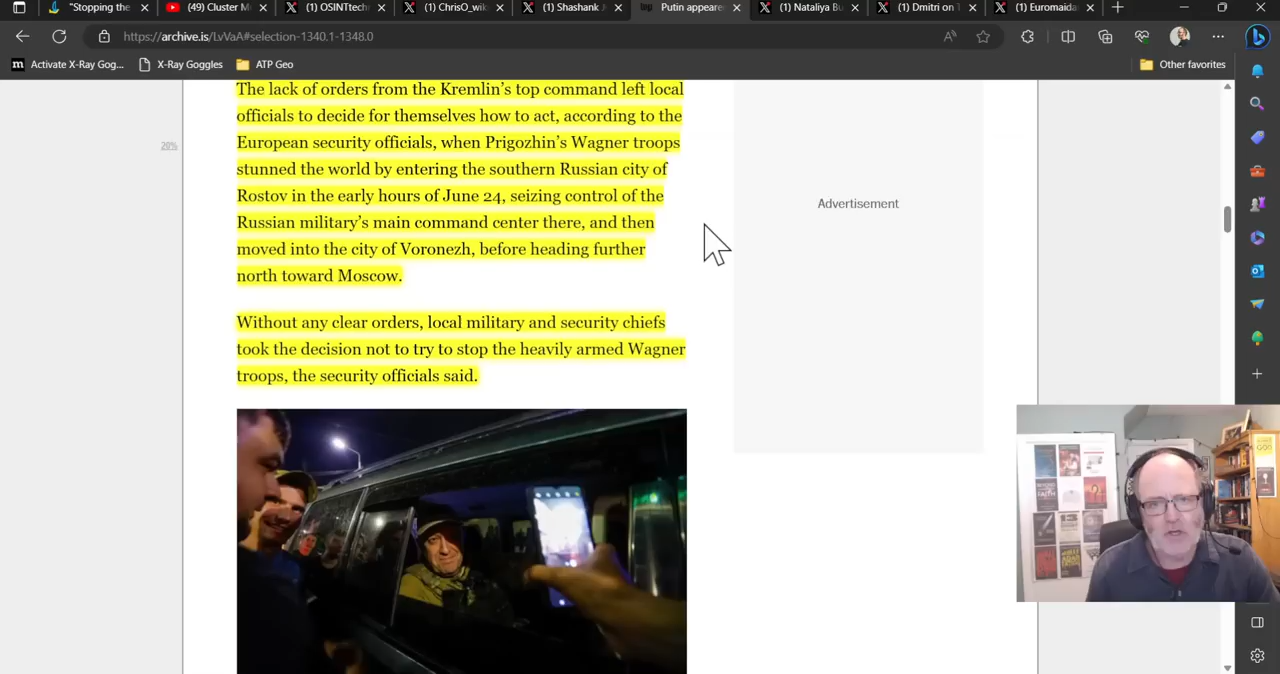 "Stopping the
(49) Cluster M
(1) OSINTtech
(1) ChrisO_wik
(1) Shashank J
Putin appeare
(1) Nataliya Bu
(1) Dmitri on T
(1) Euromaida
https://archive.is/LvVaA#selection-1340.1-1348.0
Activate X-Ray Gog...
X-Ray Goggles
ATP Geo
Other favorites
The lack of orders from the Kremlin's top command left local
officials to decide for themselves how to act, according to the
European security officials, when Prigozhin's Wagner troops
20%
stunned the world by entering the southern Russian city of
Rostov in the early hours of June 24, seizing control of the
Russian military's main command center there, and then
moved into the city of Voronezh, before heading further
north toward Moscow.
Advertisement
Without any clear orders, local military and security chiefs
took the decision not to try to stop the heavily armed Wagner
troops, the security officials said.